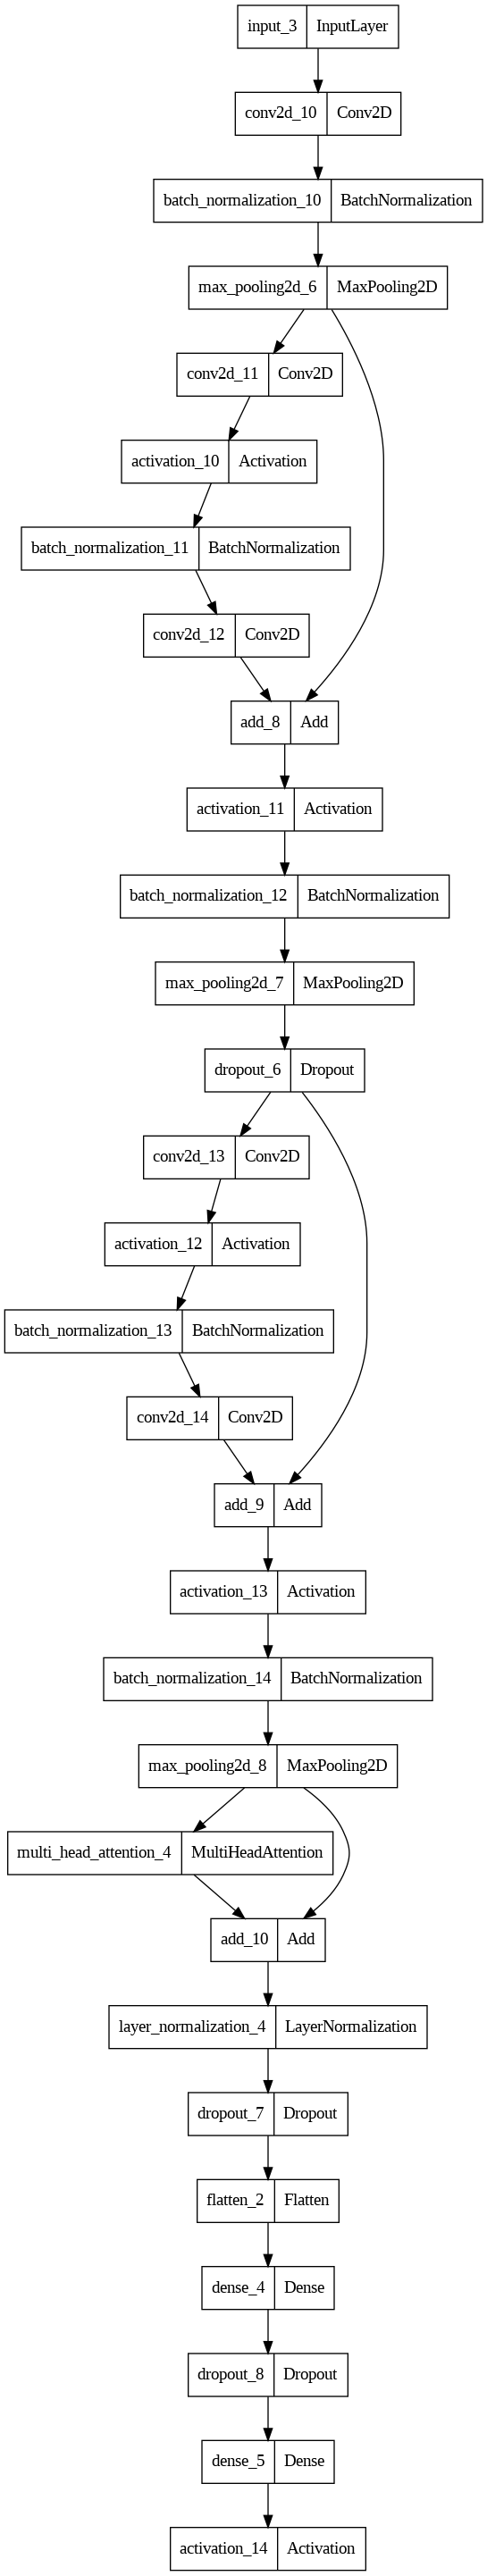 input_3 InputLayer
conv2d_10 Conv2D
batch_normalization_10 BatchNormalization
max_pooling2d_6 MaxPooling2D
conv2d_11 Conv2D
activation_10 Activation
batch_normalization_11 BatchNormalization
conv2d_12 Conv2D
add_8 Add
activation_11 Activation
batch_normalization_12 BatchNormalization
max_pooling2d_7 MaxPooling2D
dropout_6 Dropout
conv2d_13 Conv2D
activation_12 Activation
batch_normalization_13 BatchNormalization
conv2d_14 Conv2D
add_9 Add
activation_13 Activation
batch_normalization_14 BatchNormalization
max_pooling2d_8 MaxPooling2D
multi_head_attention_4 MultiHeadAttention
add_10 Add
layer_normalization_4 LayerNormalization
dropout_7 Dropout
flatten_2 Flatten
dense_4 Dense
dropout_8 Dropout
dense_5 Dense
activation_14 Activation